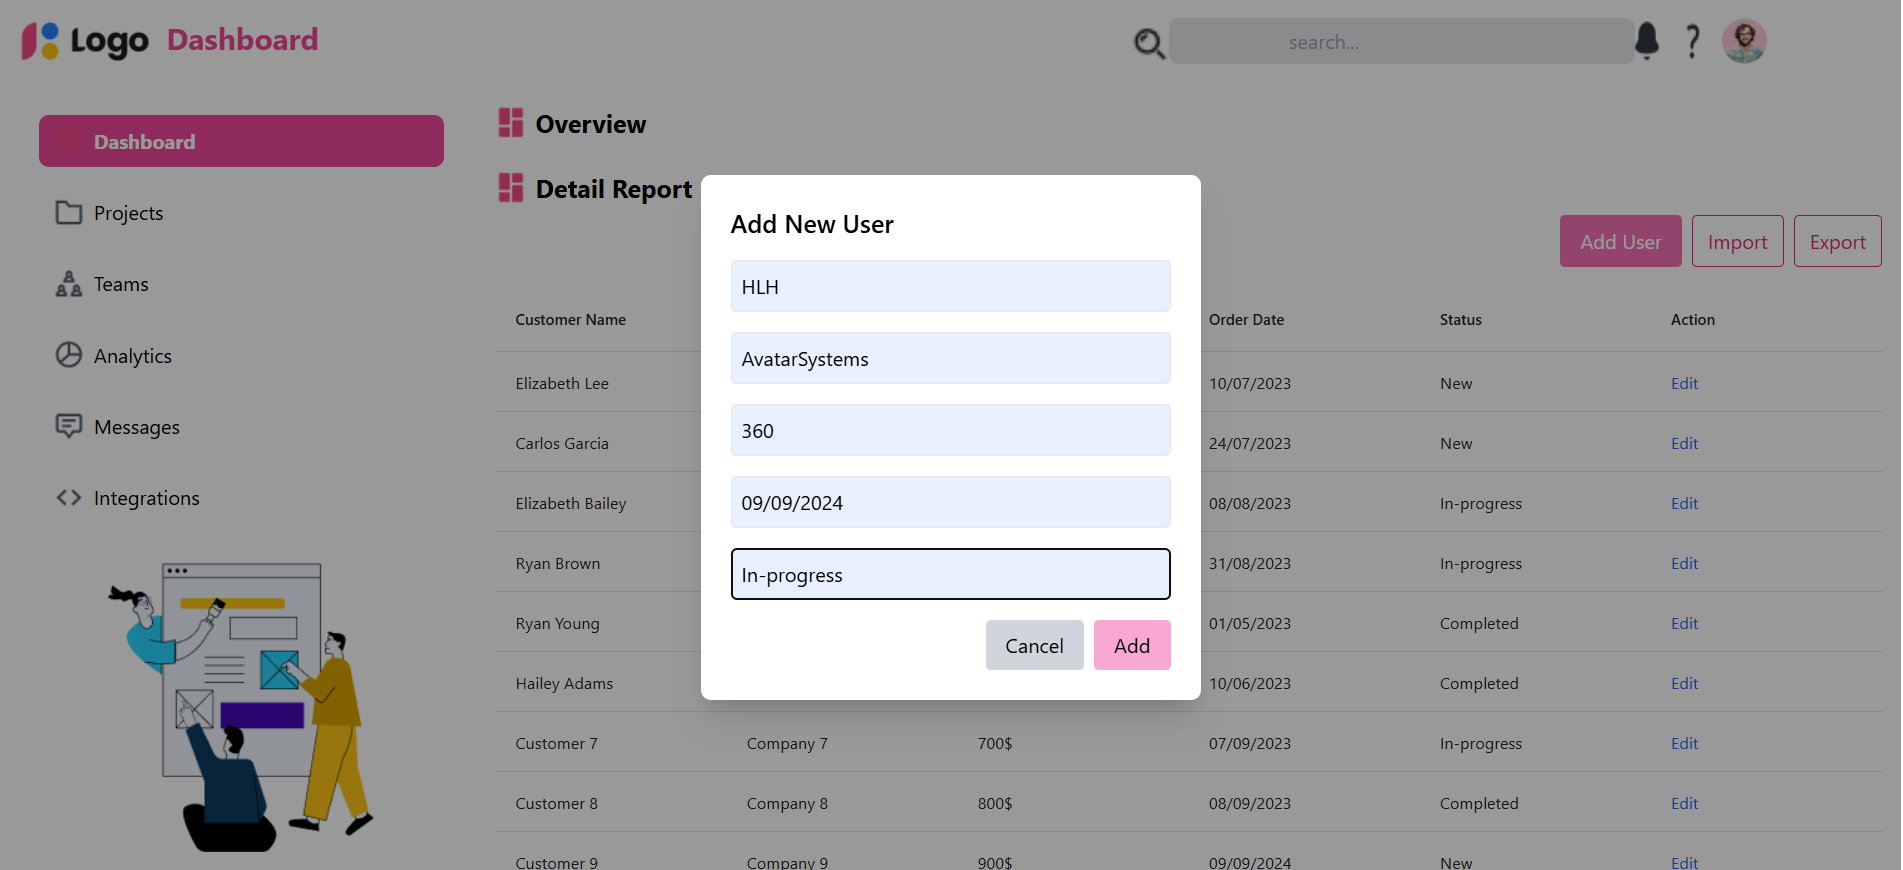 Logo
Dashboard
search...
Dashboard
Projects
Teams
Analytics
Messages
Integrations
Overview
Detail Report
Add User Import Export
Customer Name Order Date Status Action
Elizabeth Lee 10/07/2023 New Edit
Carlos Garcia 24/07/2023 New Edit
Elizabeth Bailey 08/08/2023 In-progress Edit
Ryan Brown 31/08/2023 In-progress Edit
Ryan Young 01/05/2023 Completed Edit
Hailey Adams 10/06/2023 Completed Edit
Customer 7 Company 7 700$ 07/09/2023 In-progress Edit
Customer 8 Company 8 800$ 08/09/2023 Completed Edit
Customer 9 Company 9 900$ 09/09/2024 New Edit
Add New User
HLH
AvatarSystems
360
09/09/2024
In-progress
Cancel Add